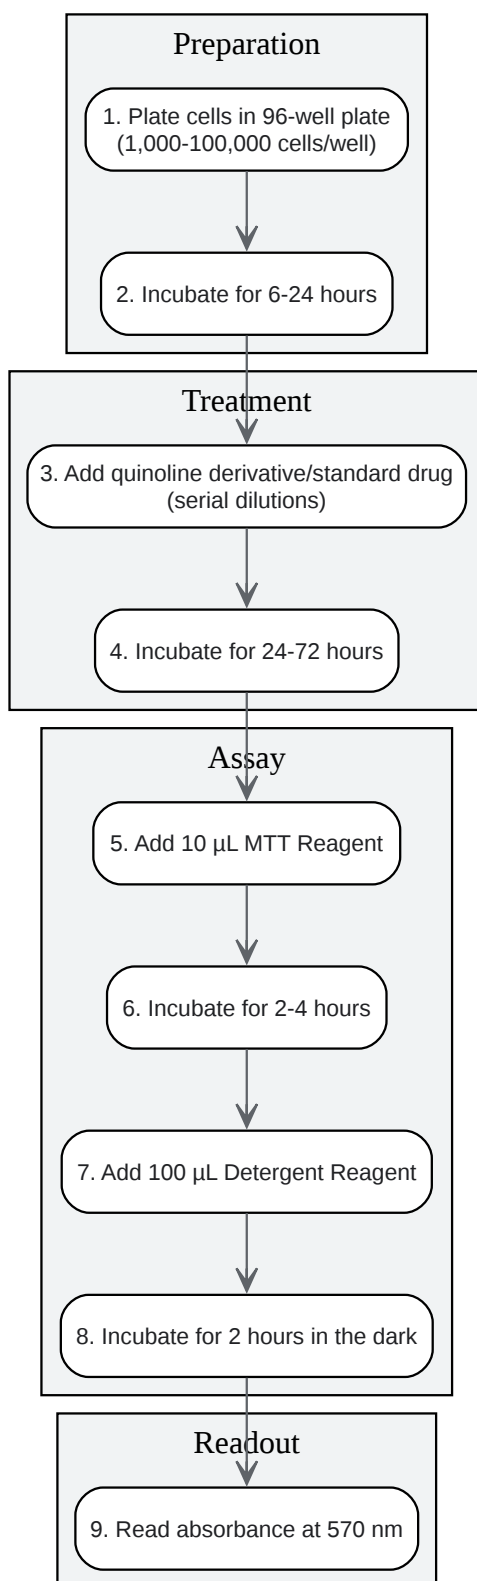 Preparation
1. Plate cells in 96-well plate
(1,000-100,000 cells/well)
2. Incubate for 6-24 hours
Treatment
3. Add quinoline derivative/standard drug
(serial dilutions)
4. Incubate for 24-72 hours
Assay
5. Add 10 µL MTT Reagent
6. Incubate for 2-4 hours
7. Add 100 µL Detergent Reagent
8. Incubate for 2 hours in the dark
Readout
9. Read absorbance at 570 nm